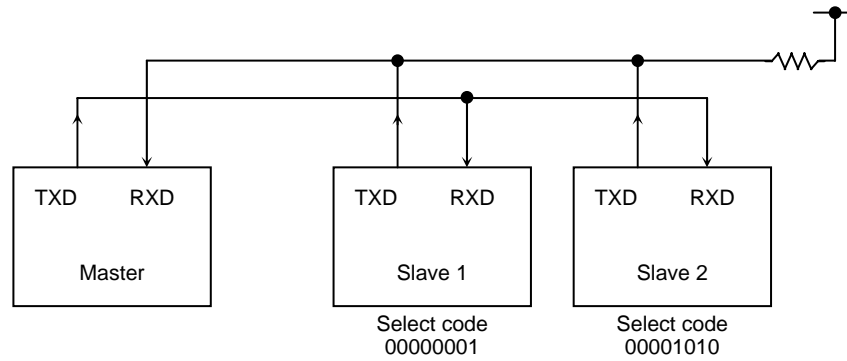 TXD RXD
Master
TXD RXD
Slave 1
Select code
00000001
TXD RXD
Slave 2
Select code
00001010